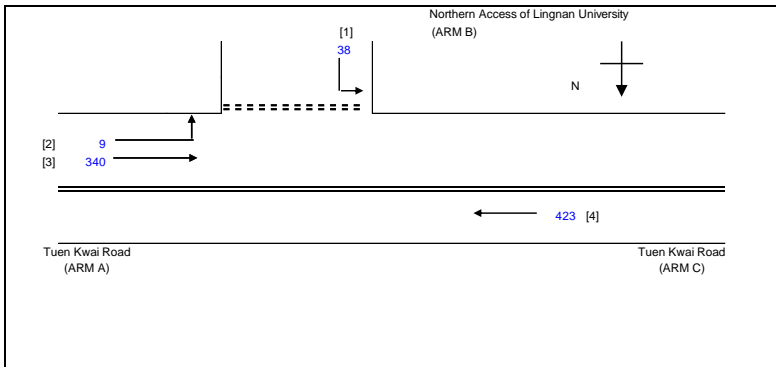 Northern Access of Lingnan University
[1] (ARM B)
38
N
[2] 9
[3] 340
423 [4]
Tuen Kwai Road Tuen Kwai Road
(ARM A) (ARM C)